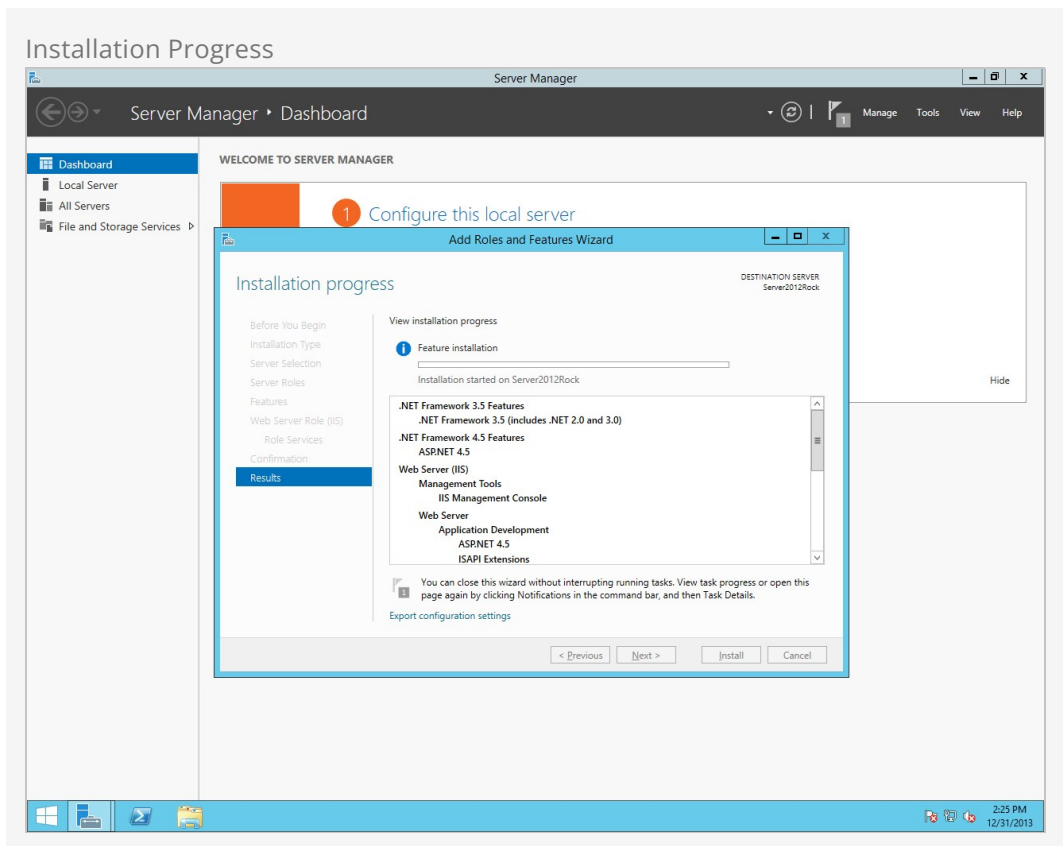 Installation Progress
Server Manager
Server Manager ‣ Dashboard
1
Manage Tools View Help
Dashboard
Local Server
All Servers
File and Storage Services
WELCOME TO SERVER MANAGER
1 Configure this local server
Hide
Add Roles and Features Wizard
Installation progress
DESTINATION SERVER
Server2012Rock
Before You Begin
Installation Type
Server Selection
Server Roles
Features
Web Server Role (IIS)
Role Services
Confirmation
Results
View installation progress
Feature installation
Installation started on Server2012Rock
.NET Framework 3.5 Features
.NET Framework 3.5 (includes .NET 2.0 and 3.0)
.NET Framework 4.5 Features
ASP.NET 4.5
Web Server (IIS)
Management Tools
IIS Management Console
Web Server
Application Development
ASP.NET 4.5
ISAPI Extensions
1
You can close this wizard without interrupting running tasks. View task progress or open this
page again by clicking Notifications in the command bar, and then Task Details.
Export configuration settings
< Previous Next > Install Cancel
2:25 PM
12/31/2013